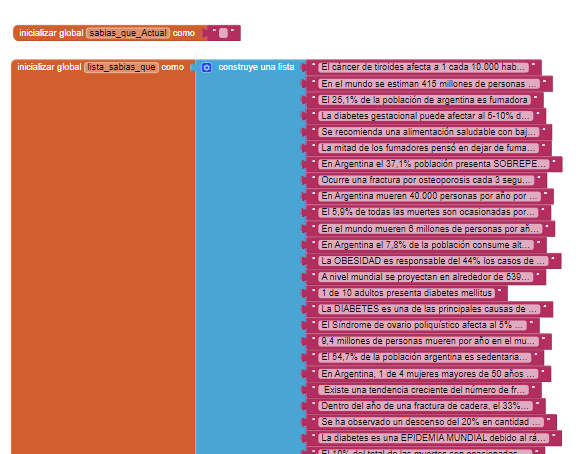 inicializar global sabias_que_Actual como " "
inicializar global lista_sabias_que como construye una lista
" El cáncer de tiroides afecta a 1 cada 10.000 hab... "
" En el mundo se estiman 415 millones de personas ... "
" El 25,1% de la población de argentina es fumadora "
" La diabetes gestacional puede afectar al 5-10% d... "
" Se recomienda una alimentación saludable con baj... "
" La mitad de los fumadores pensó en dejar de fuma... "
" En Argentina el 37,1% población presenta SOBREPE... "
" Ocurre una fractura por osteoporosis cada 3 segu... "
" En Argentina mueren 40.000 personas por año por ... "
" El 5,9% de todas las muertes son ocasionadas por... "
" En el mundo mueren 6 millones de personas por añ... "
" En Argentina el 7,8% de la población consume alt... "
" La OBESIDAD es responsable del 44% los casos de ... "
" A nivel mundial se proyectan en alrededor de 539... "
" 1 de 10 adultos presenta diabetes mellitus "
" La DIABETES es una de las principales causas de ... "
" El Síndrome de ovario poliquístico afecta al 5% ... "
" 9,4 millones de personas mueren por año en el mu... "
" El 54,7% de la población argentina es sedentaria... "
" En Argentina, 1 de 4 mujeres mayores de 50 años ... "
" Existe una tendencia creciente del número de fr... "
" Dentro del año de una fractura de cadera, el 33%... "
" Se ha observado un descenso del 20% en cantidad ... "
" La diabetes es una EPIDEMIA MUNDIAL debido al rá... "
" El 10% del total de las muertes son ocasionadas ...